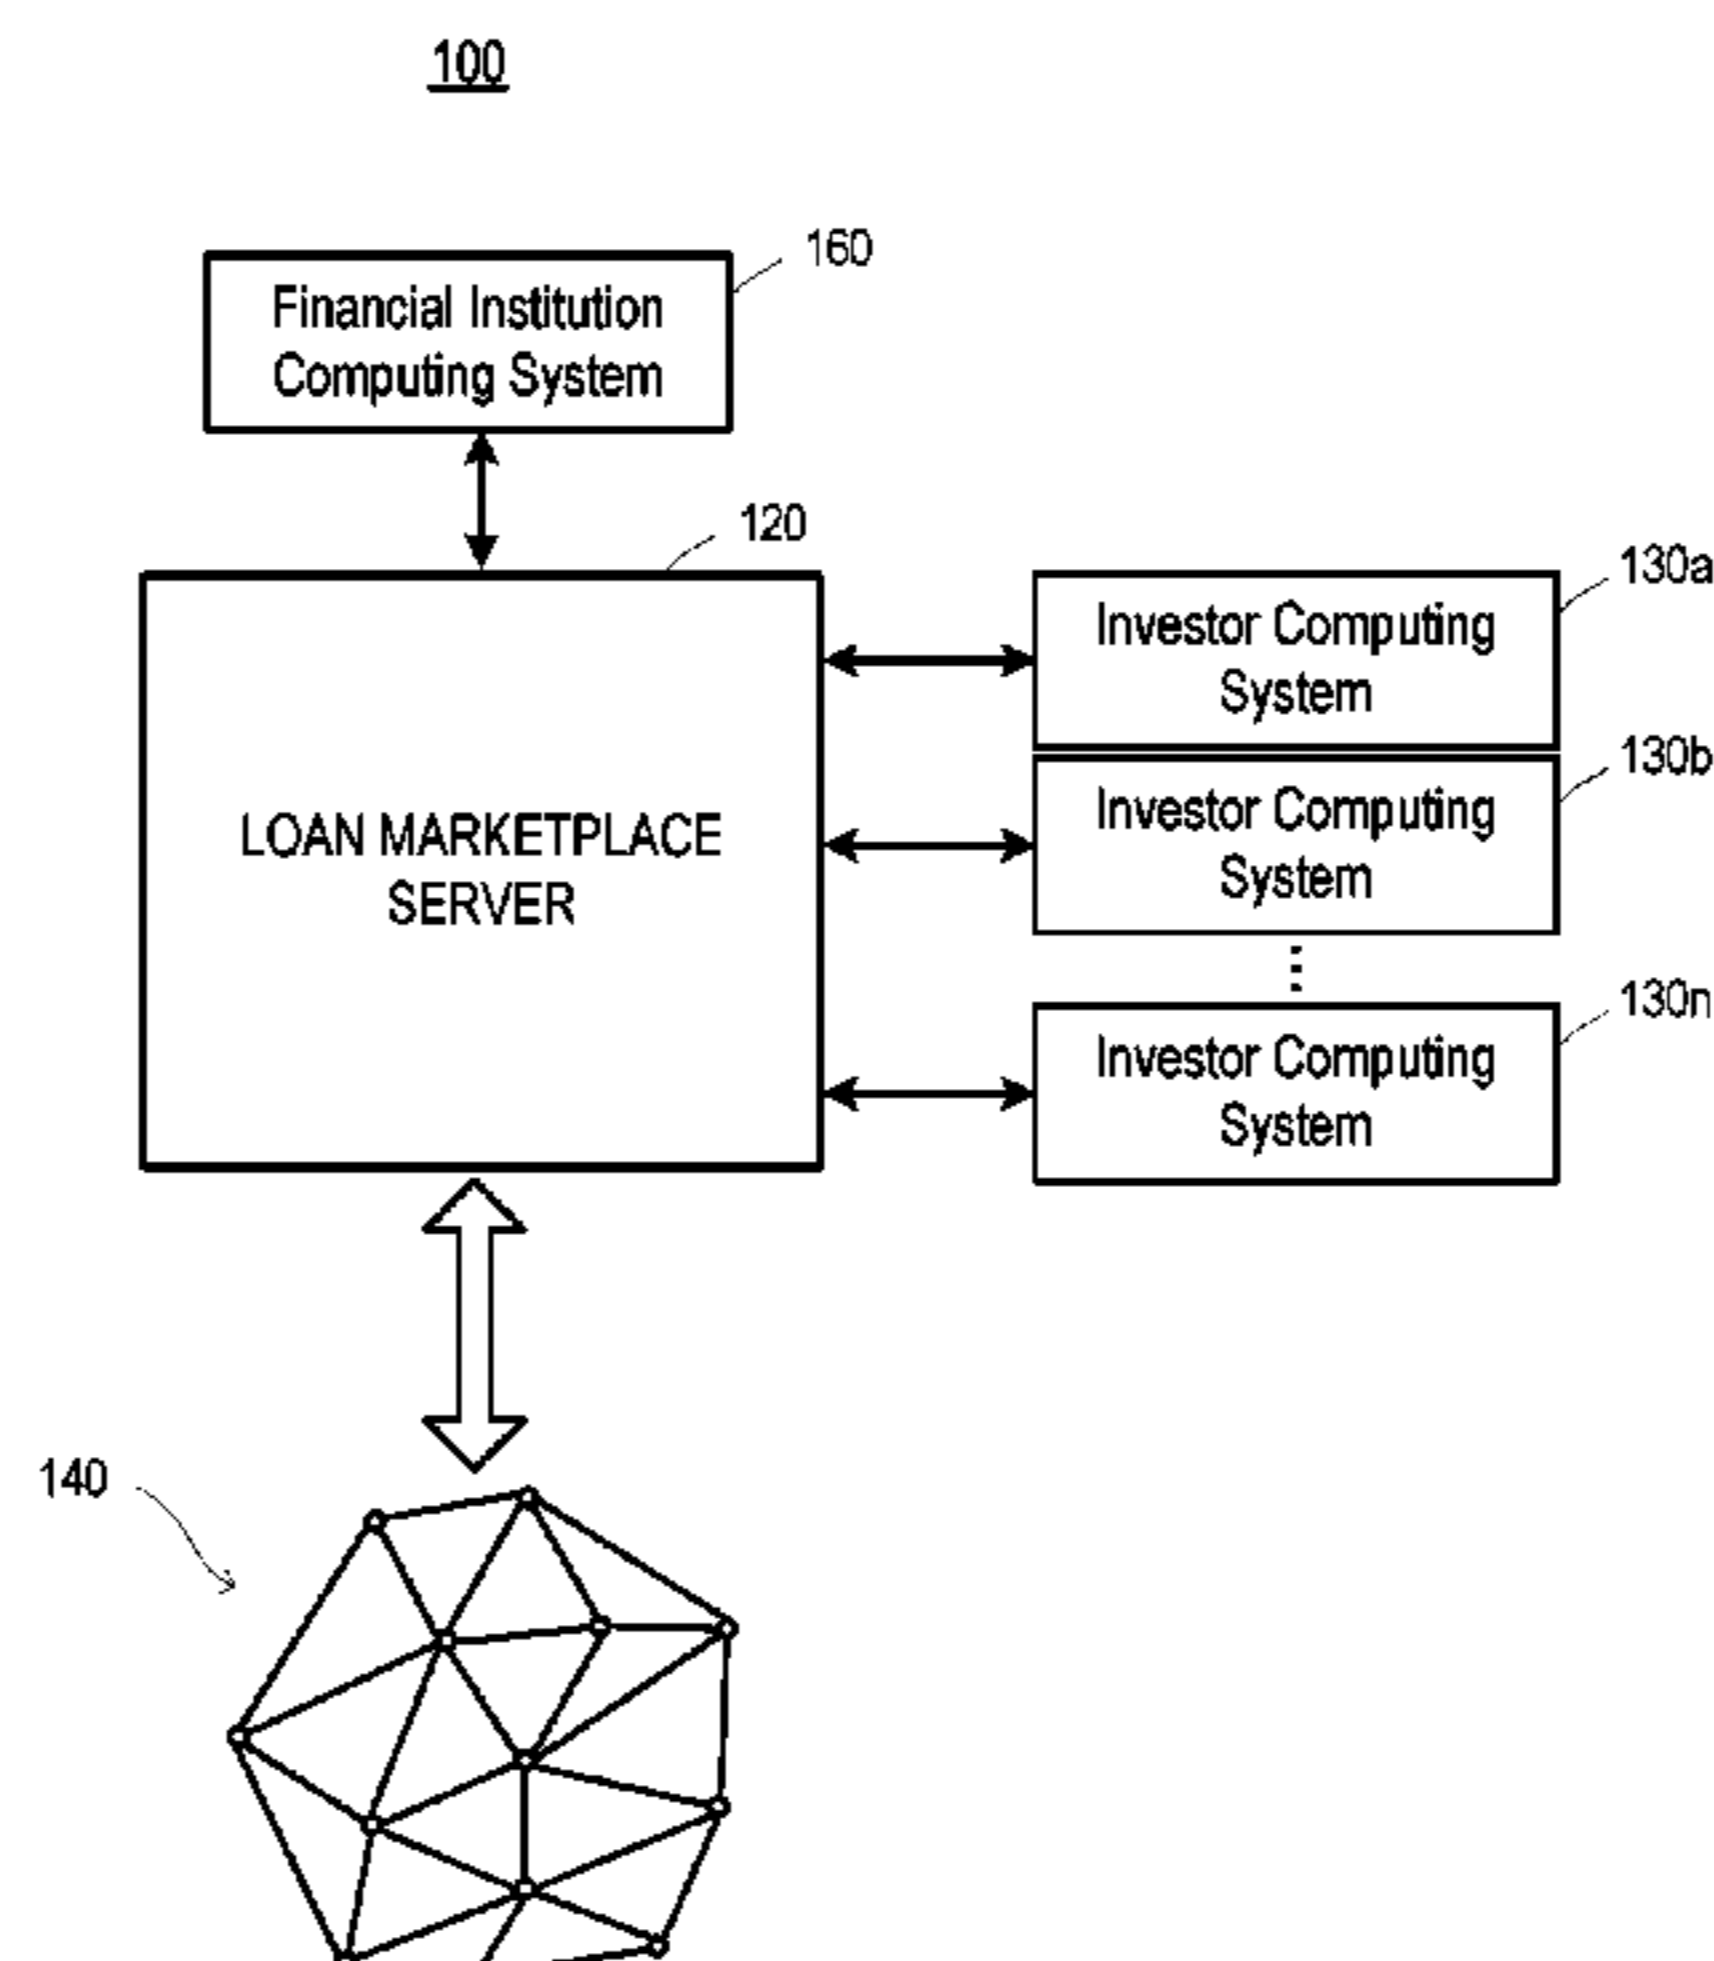 100
160
Financial Institution
Computing System
120
130a
Investor Computing
System
130b
LOAN MARKETPLACE
SERVER
Investor Computing
System
130n
Investor Computing
System
140